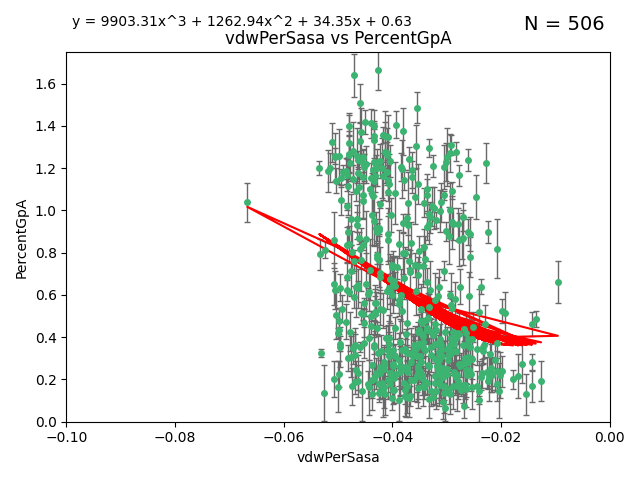 y = 9903.31x^3 + 1262.94x^2 + 34.35x + 0.63
N = 506
vdwPerSasa vs PercentGpA
PercentGpA
1.6
1.4
1.2
1.0
0.8
0.6
0.4
0.2
0.0
−0.10 −0.08 −0.06 −0.04 −0.02 0.00
vdwPerSasa